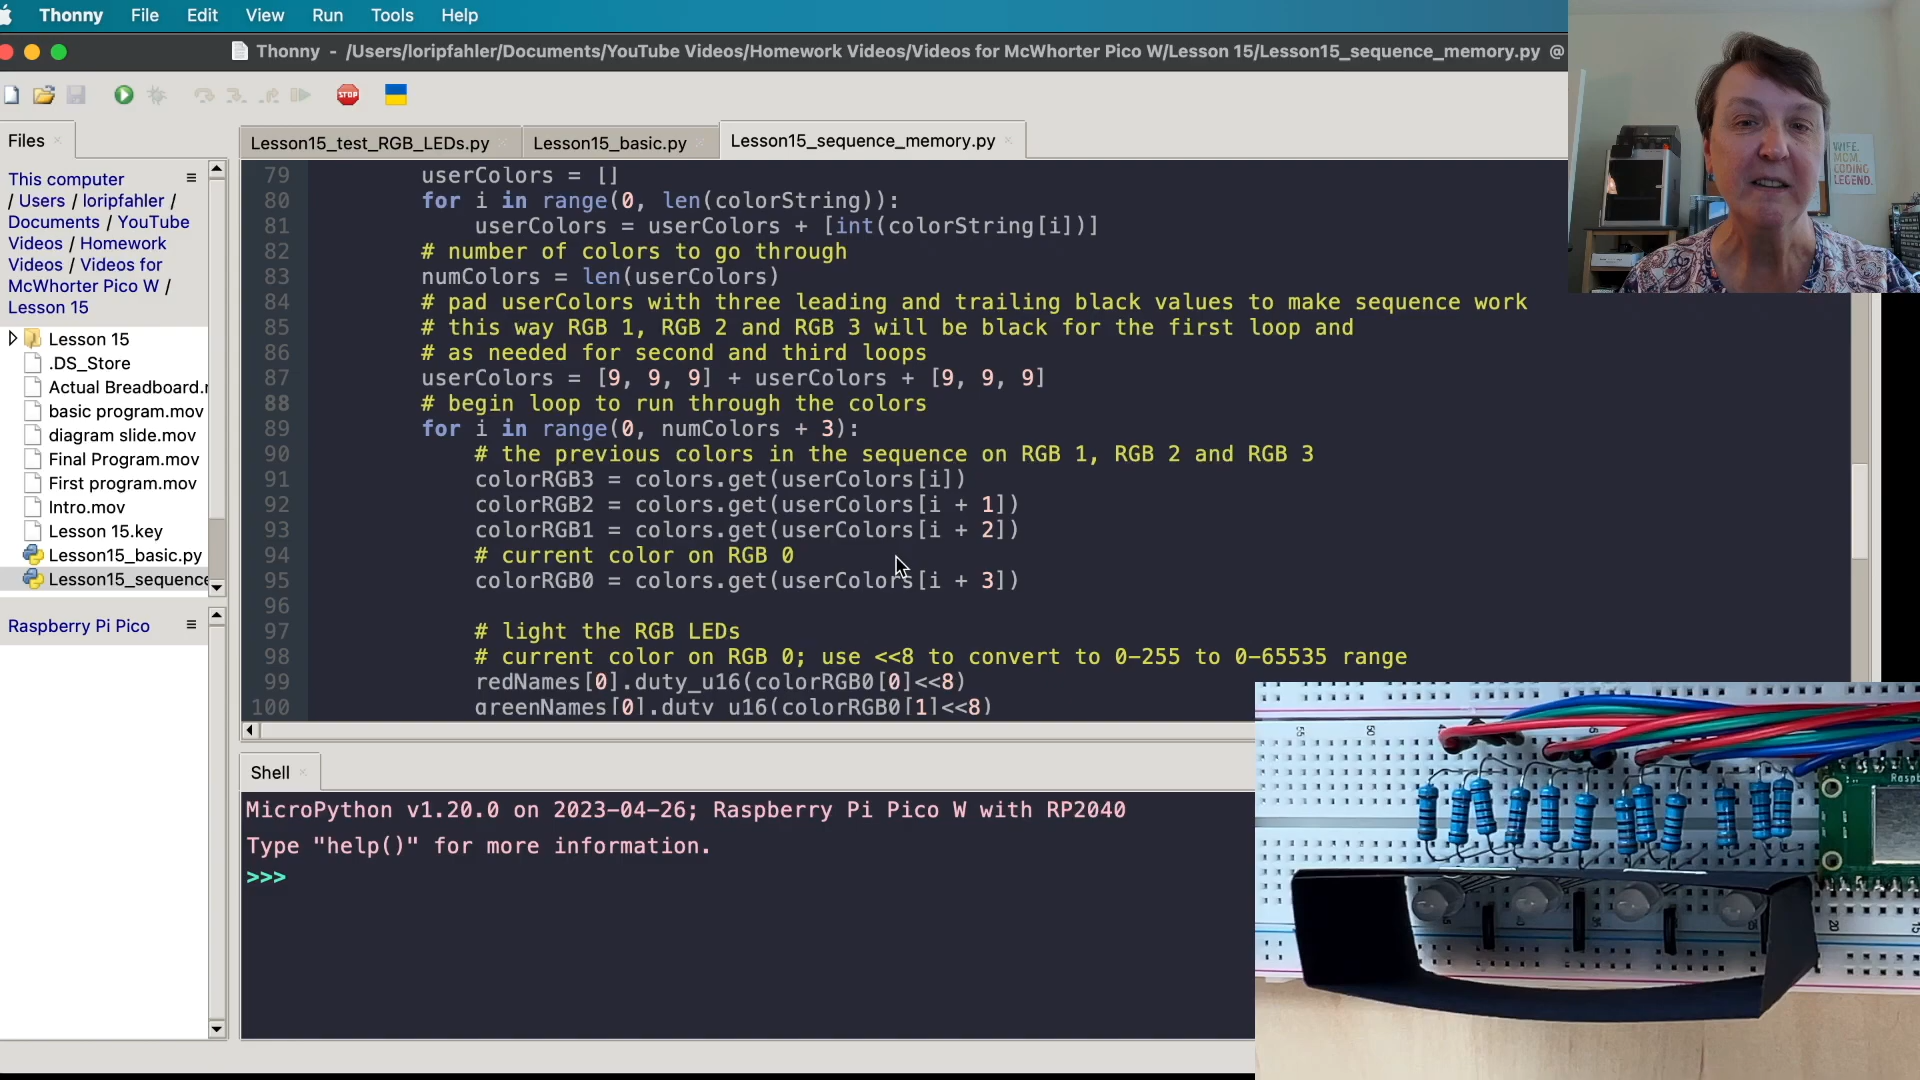 Thonny File Edit View Run Tools Help
Thonny - /Users/loripfahler/Documents/YouTube Videos/Homework Videos/Videos for McWhorter Pico W/Lesson 15/Lesson15_sequence_memory.py @
STOP
Files
Lesson15_test_RGB_LEDs.py
Lesson15_basic.py
Lesson15_sequence_memory.py
This computer
/ Users / loripfahler /
Documents / YouTube
Videos / Homework
Videos / Videos for
McWhorter Pico W /
Lesson 15
Lesson 15
.DS_Store
Actual Breadboard.
basic program.mov
diagram slide.mov
Final Program.mov
First program.mov
Intro.mov
Lesson 15.key
Lesson15_basic.py
Lesson15_sequence
Raspberry Pi Pico
79 userColors = []
80 for i in range(0, len(colorString)):
81 userColors = userColors + [int(colorString[i])]
82 # number of colors to go through
83 numColors = len(userColors)
84 # pad userColors with three leading and trailing black values to make sequence work
85 # this way RGB 1, RGB 2 and RGB 3 will be black for the first loop and
86 # as needed for second and third loops
87 userColors = [9, 9, 9] + userColors + [9, 9, 9]
88 # begin loop to run through the colors
89 for i in range(0, numColors + 3):
90 # the previous colors in the sequence on RGB 1, RGB 2 and RGB 3
91 colorRGB3 = colors.get(userColors[i])
92 colorRGB2 = colors.get(userColors[i + 1])
93 colorRGB1 = colors.get(userColors[i + 2])
94 # current color on RGB 0
95 colorRGB0 = colors.get(userColors[i + 3])
96
97 # light the RGB LEDs
98 # current color on RGB 0; use <<8 to convert to 0-255 to 0-65535 range
99 redNames[0].duty_u16(colorRGB0[0]<<8)
100 greenNames[0].duty_u16(colorRGB0[1]<<8)
Shell
MicroPython v1.20.0 on 2023-04-26; Raspberry Pi Pico W with RP2040
Type "help()" for more information.
>>>
WIFE.
MOM.
CODING
LEGEND.
55
50
20
15